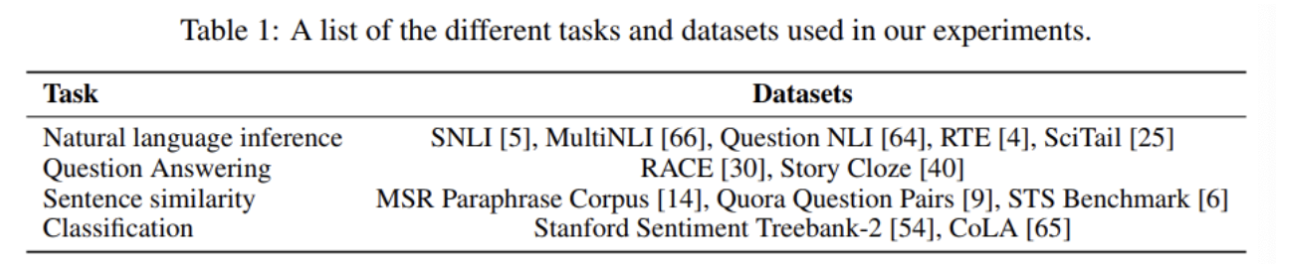 Table 1: A list of the different tasks and datasets used in our experiments.
Task Datasets
Natural language inference SNLI [5], MultiNLI [66], Question NLI [64], RTE [4], SciTail [25]
Question Answering RACE [30], Story Cloze [40]
Sentence similarity MSR Paraphrase Corpus [14], Quora Question Pairs [9], STS Benchmark [6]
Classification Stanford Sentiment Treebank-2 [54], CoLA [65]